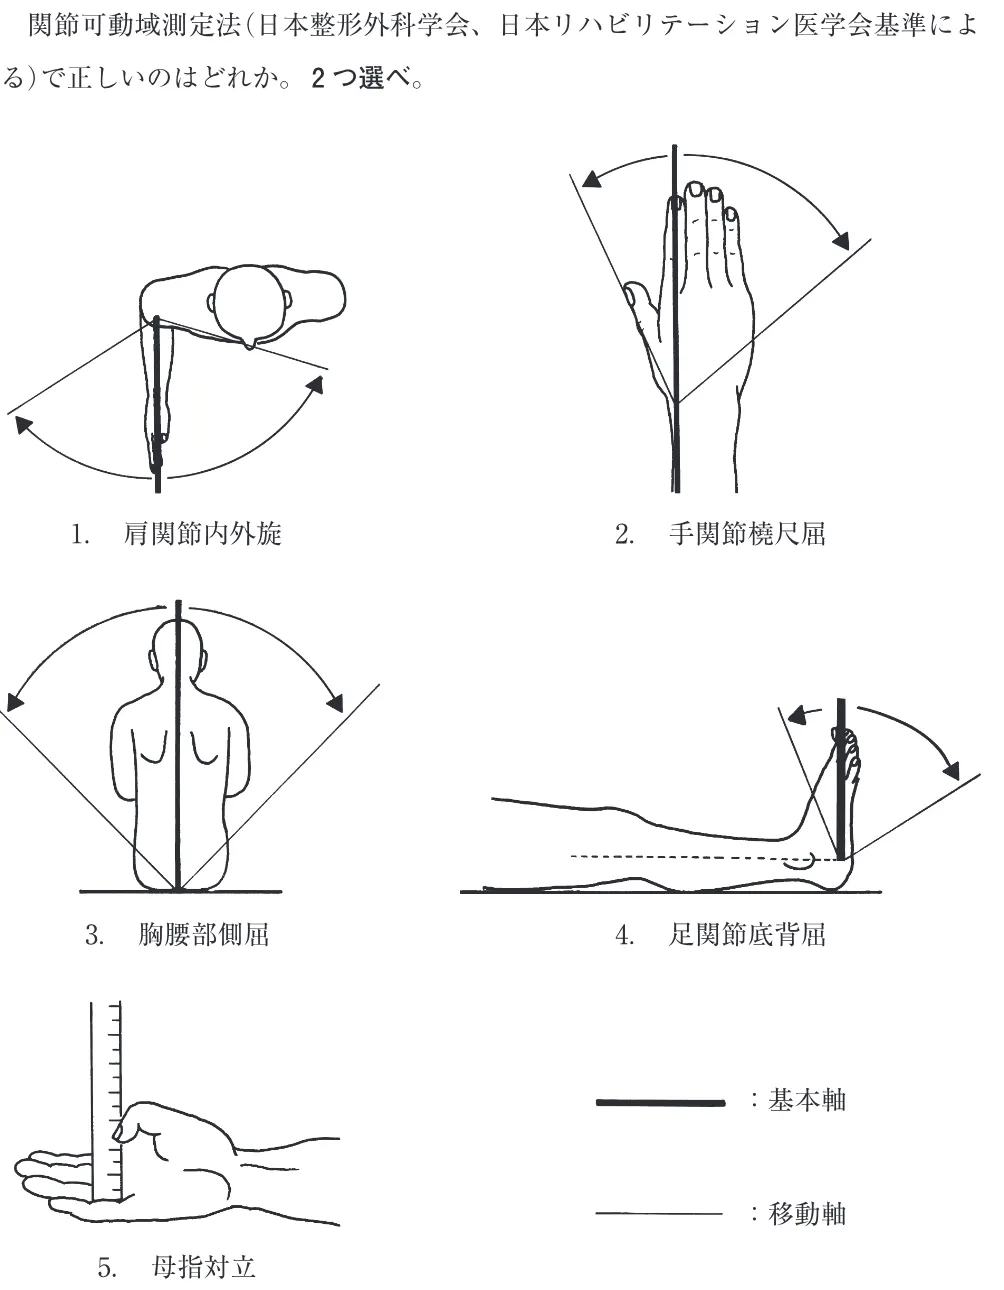 関節可動域測定法(日本整形外科学会、日本リハビリテーション医学会基準によ
る)で正しいのはどれか。2つ選べ。
1. 肩関節内外旋
2. 手関節橈尺屈
3. 胸腰部側屈
4. 足関節底背屈
5. 母指対立
：基本軸
：移動軸